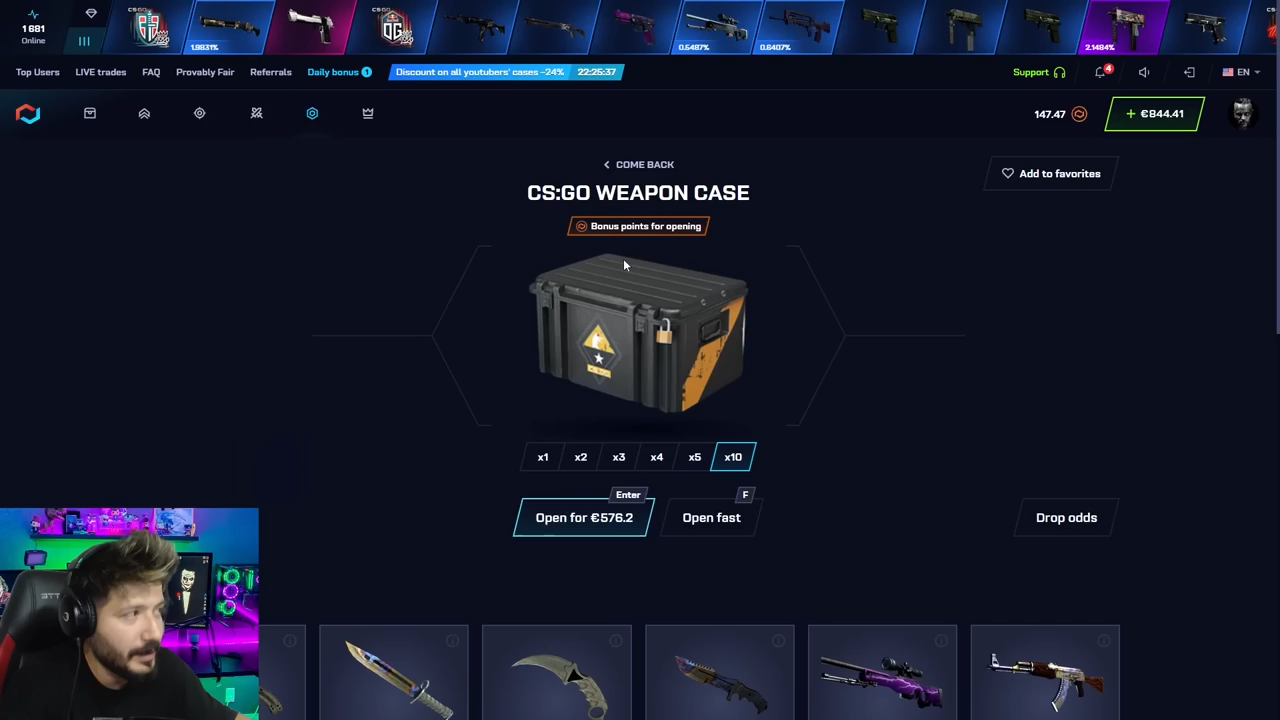 1 681
Online
1.9831%
0.5487%
0.6407%
2.1484%
Top Users
LIVE trades
FAQ
Provably Fair
Referrals
Daily bonus 1
Discount on all youtubers' cases -24%
22:25:37
Support
4
EN
147.47
+ €844.41
COME BACK
CS:GO WEAPON CASE
Add to favorites
Bonus points for opening
x1
x2
x3
x4
x5
x10
Enter
F
Open for €576.2
Open fast
Drop odds